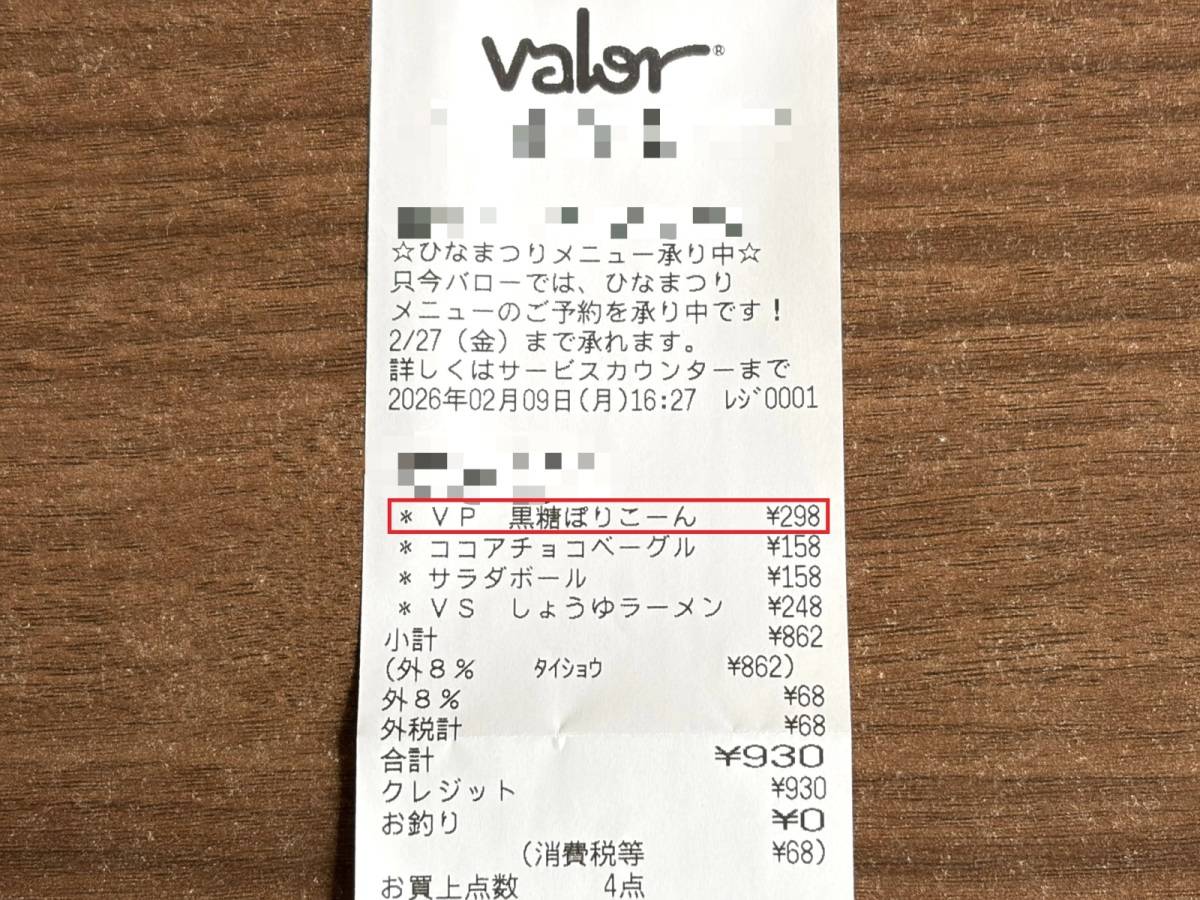 valor®
☆ひなまつりメニュー承り中☆
只今バローでは、ひなまつり
メニューのご予約を承り中です！
2/27（金）まで承れます。
詳しくはサービスカウンターまで
2026年02月09日(月)16:27 ﾚｼﾞ0001
＊ ＶＰ 黒糖ぽりこーん ¥298
＊ ココアチョコベーグル ¥158
＊ サラダボール ¥158
＊ ＶＳ しょうゆラーメン ¥248
小計 ¥862
(外８％ ﾀｲｼｮｳ ¥862)
外８％ ¥68
外税計 ¥68
合計 ¥930
クレジット ¥930
お釣り ¥0
(消費税等 ¥68)
お買上点数 4点